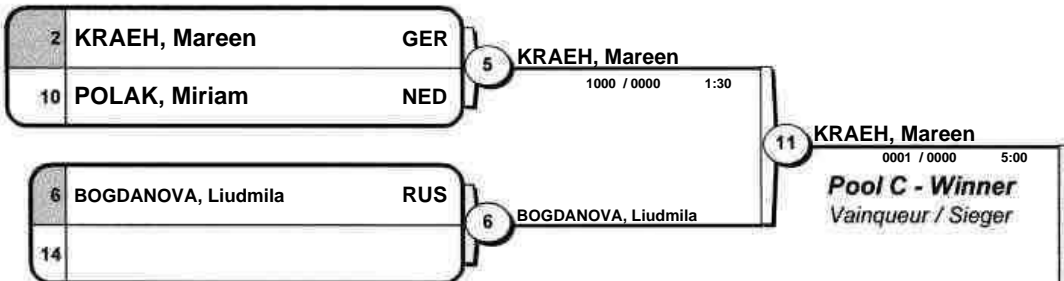 2 KRAEH, Mareen GER
10 POLAK, Miriam NED
5
KRAEH, Mareen
1000 / 0000 1:30
6 BOGDANOVA, Liudmila RUS
14
6
BOGDANOVA, Liudmila
11
KRAEH, Mareen
0001 / 0000 5:00
Pool C - Winner
Vainqueur / Sieger